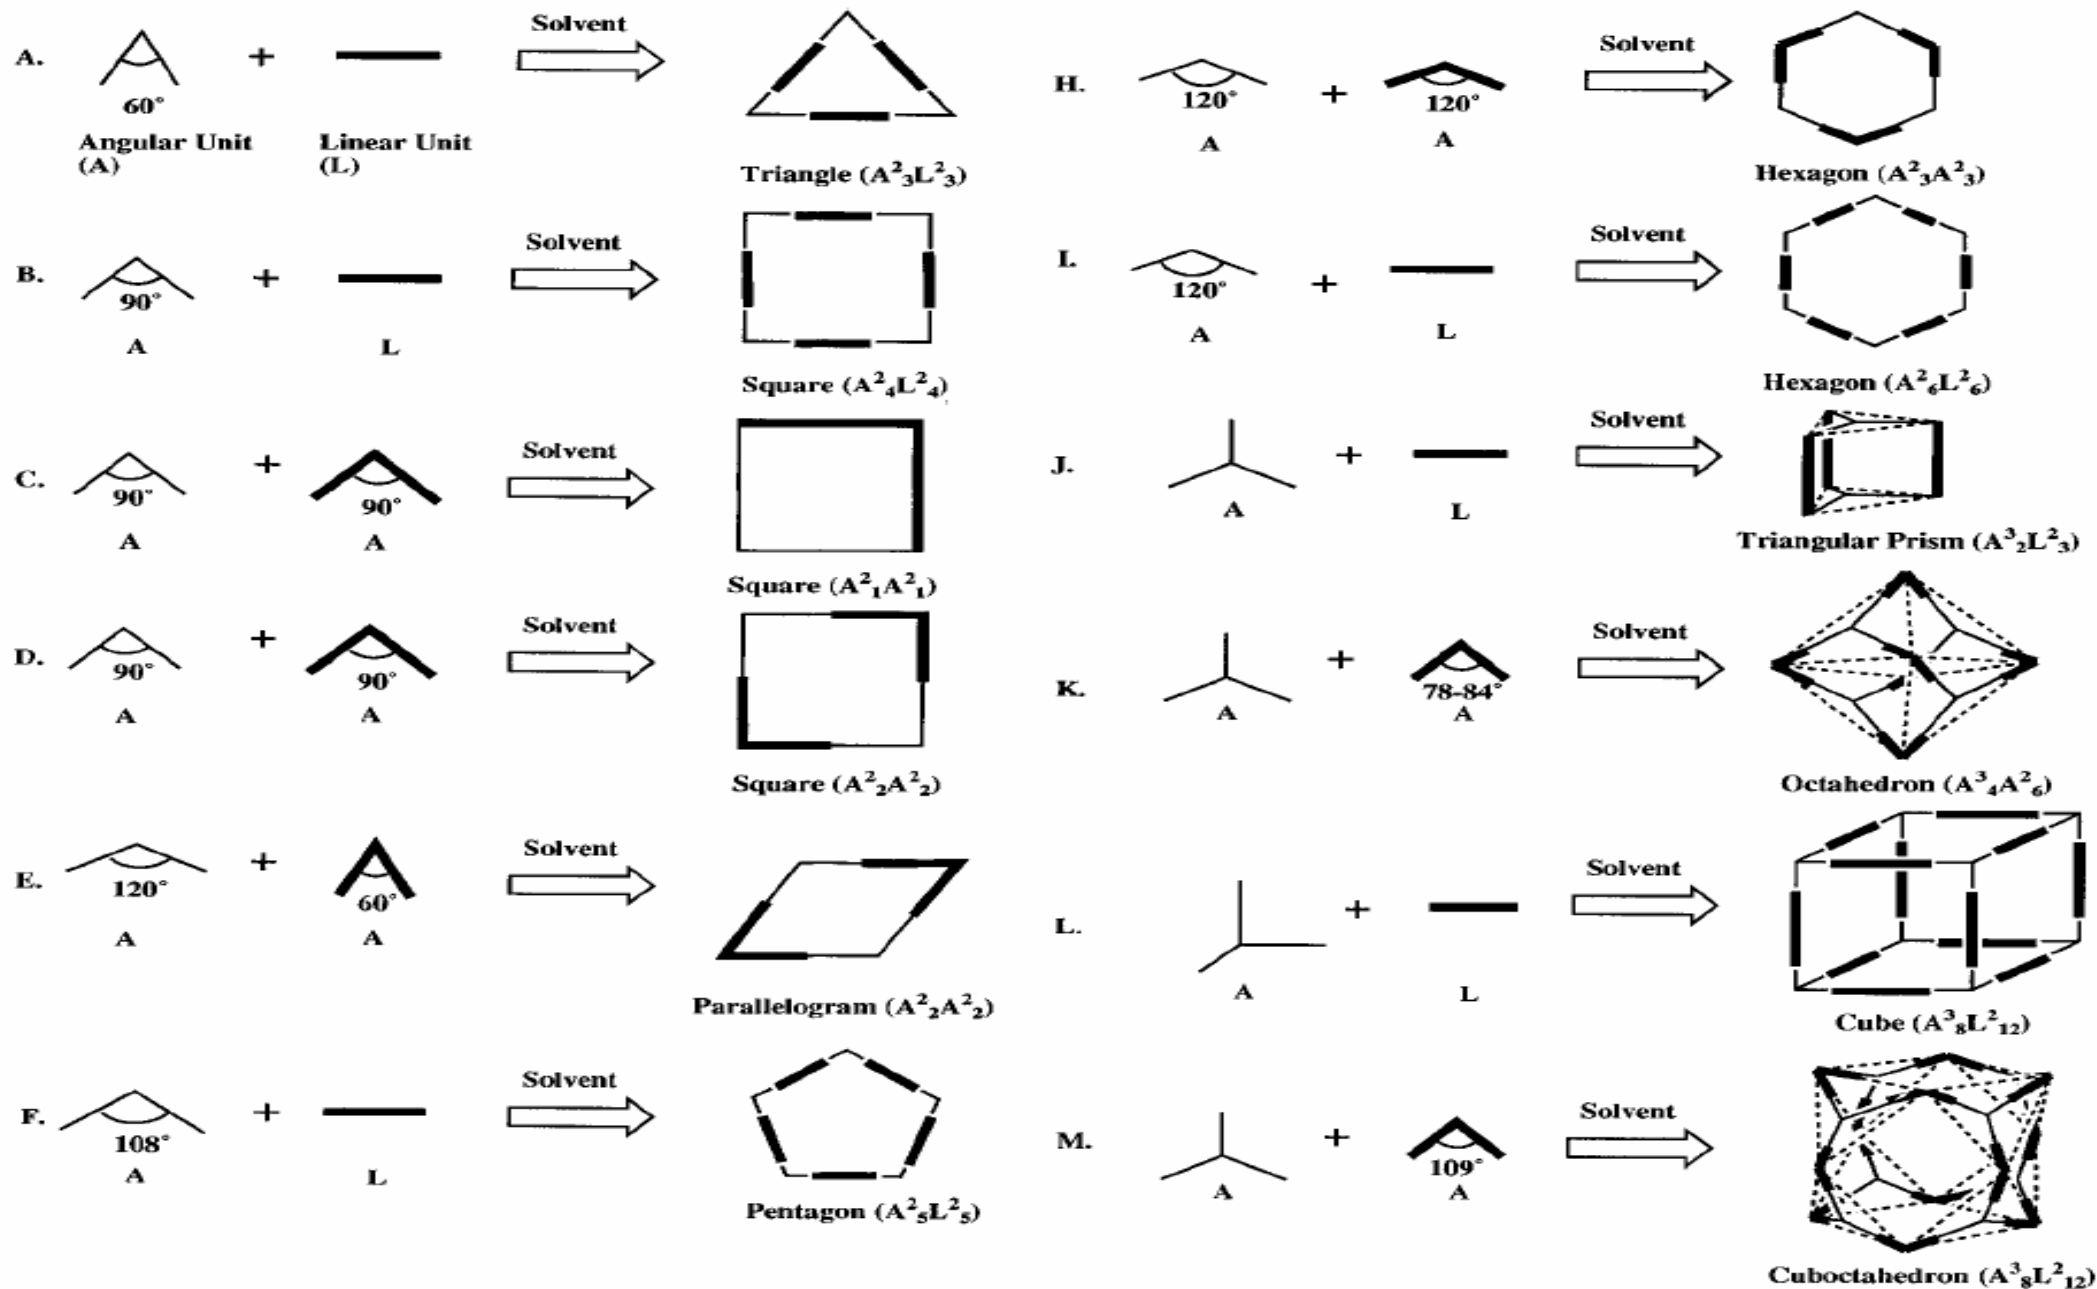 A.
60°
+
Solvent
Angular Unit
(A)
Linear Unit
(L)
Triangle (A²₃L²₃)
B.
90°
+
Solvent
A
L
Square (A²₄L²₄)
C.
90°
+
90°
Solvent
A
A
Square (A²₁A²₁)
D.
90°
+
90°
Solvent
A
A
Square (A²₂A²₂)
E.
120°
+
60°
Solvent
A
A
Parallelogram (A²₂A²₂)
F.
108°
+
Solvent
A
L
Pentagon (A²₅L²₅)
H.
120°
+
120°
Solvent
A
A
Hexagon (A²₃A²₃)
I.
120°
+
Solvent
A
L
Hexagon (A²₆L²₆)
J.
+
Solvent
A
L
Triangular Prism (A³₂L²₃)
K.
+
78-84°
Solvent
A
A
Octahedron (A³₄A²₆)
L.
+
Solvent
A
L
Cube (A³₈L²₁₂)
M.
+
109°
Solvent
A
A
Cuboctahedron (A³₈L²₁₂)